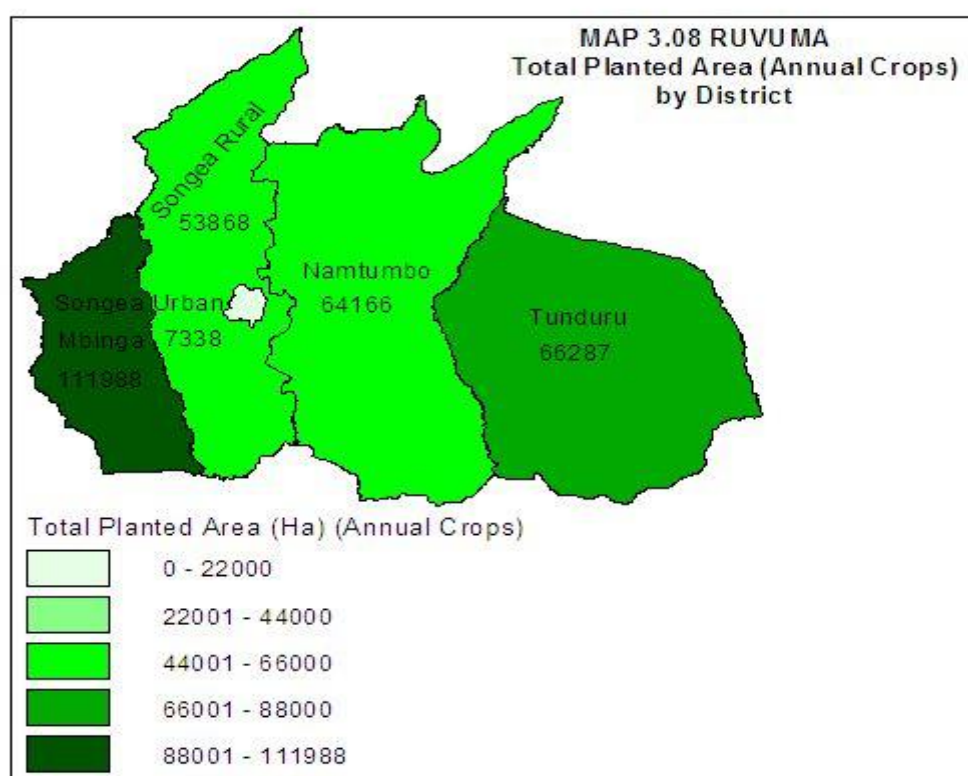 MAP 3.08 RUVUMA
Total Planted Area (Annual Crops)
by District
Songea Rural
53868
Namtumbo
64166
Songea Urban
7338
Mbinga
111988
Tunduru
66287
Total Planted Area (Ha) (Annual Crops)
0 - 22000
22001 - 44000
44001 - 66000
66001 - 88000
88001 - 111988